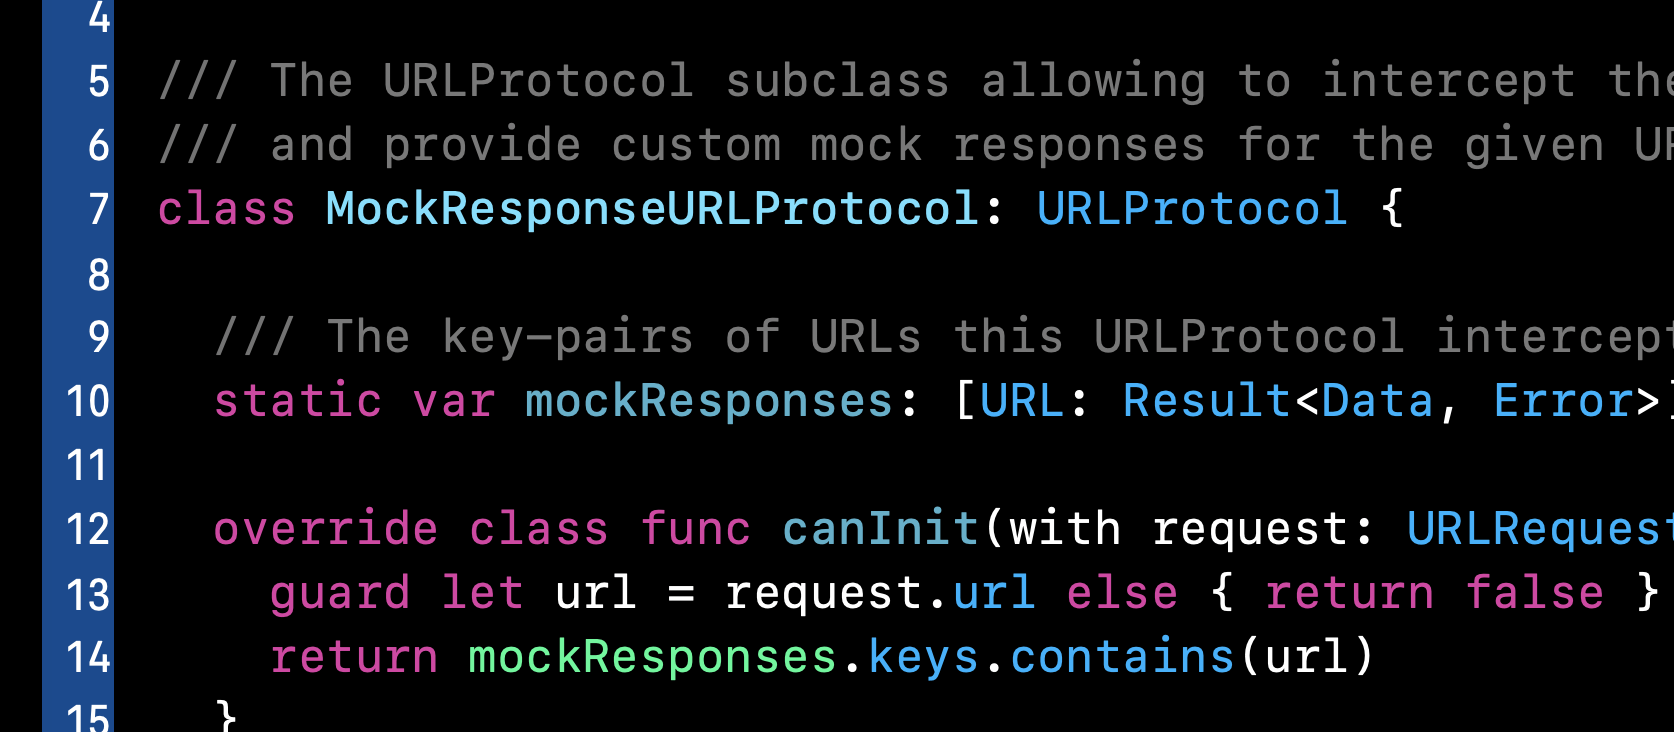 4
5 /// The URLProtocol subclass allowing to intercept the
6 /// and provide custom mock responses for the given
7 class MockResponseURLProtocol: URLProtocol {
8
9 /// The key-pairs of URLs this URLProtocol
10 static var mockResponses: [URL: Result<Data, Error>]
11
12 override class func canInit(with request: URLRequest
13 guard let url = request.url else { return false }
14 return mockResponses.keys.contains(url)
15 }